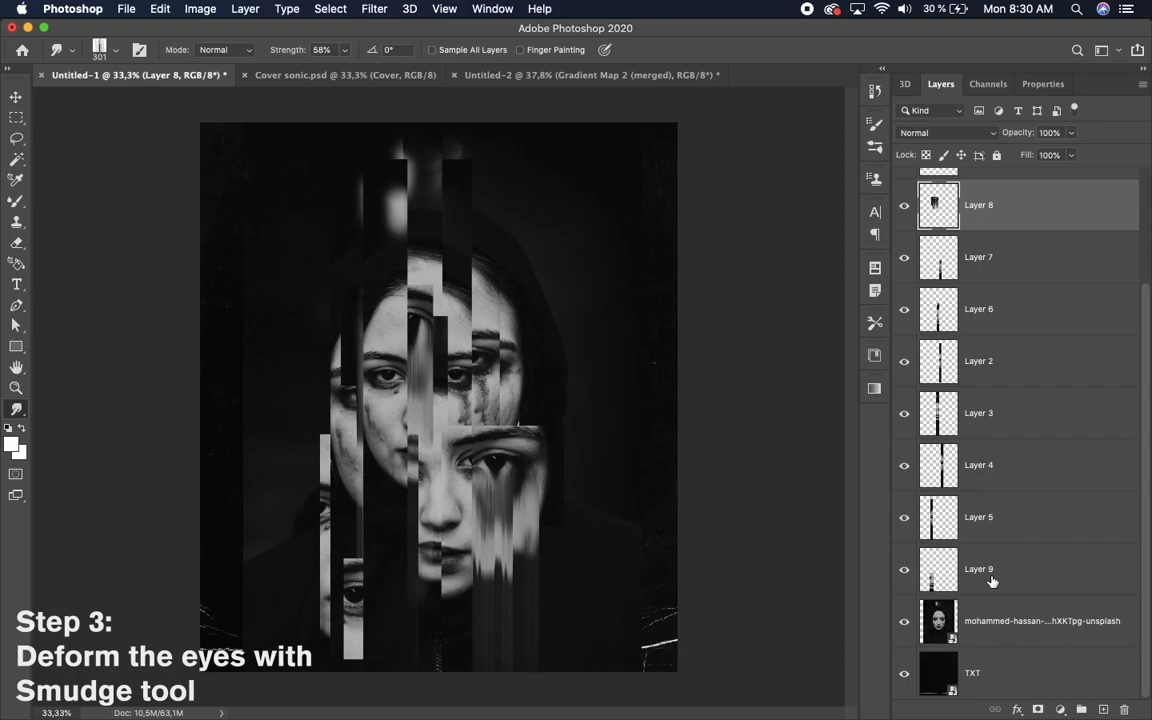 Photoshop File Edit Image Layer Type Select Filter 3D View Window Help 30 % Mon 8:30 AM
Adobe Photoshop 2020
301 Mode: Normal Strength: 58% 0° Sample All Layers Finger Painting
Untitled-1 @ 33,3% (Layer 8, RGB/8*) * Cover sonic.psd @ 33,3% (Cover, RGB/8) Untitled-2 @ 37,8% (Gradient Map 2 (merged), RGB/8*) *
3D Layers Channels Properties
Kind
Normal Opacity: 100%
Lock: Fill: 100%
Layer 8
Layer 7
Layer 6
Layer 2
Layer 3
Layer 4
Layer 5
Layer 9
mohammed-hassan-...hXKTpg-unsplash
TXT
Step 3:
Deform the eyes with
Smudge tool
33,33% Doc: 10,5M/63,1M